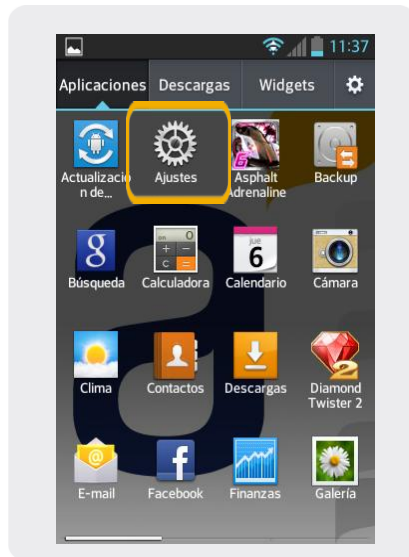 11:37
Aplicaciones Descargas Widgets
Actualizació
n de...
Ajustes
Asphalt
Adrenaline
Backup
Búsqueda
Calculadora
Calendario
jue
6
Cámara
Clima
Contactos
Descargas
Diamond
Twister 2
E-mail
Facebook
Finanzas
Galería